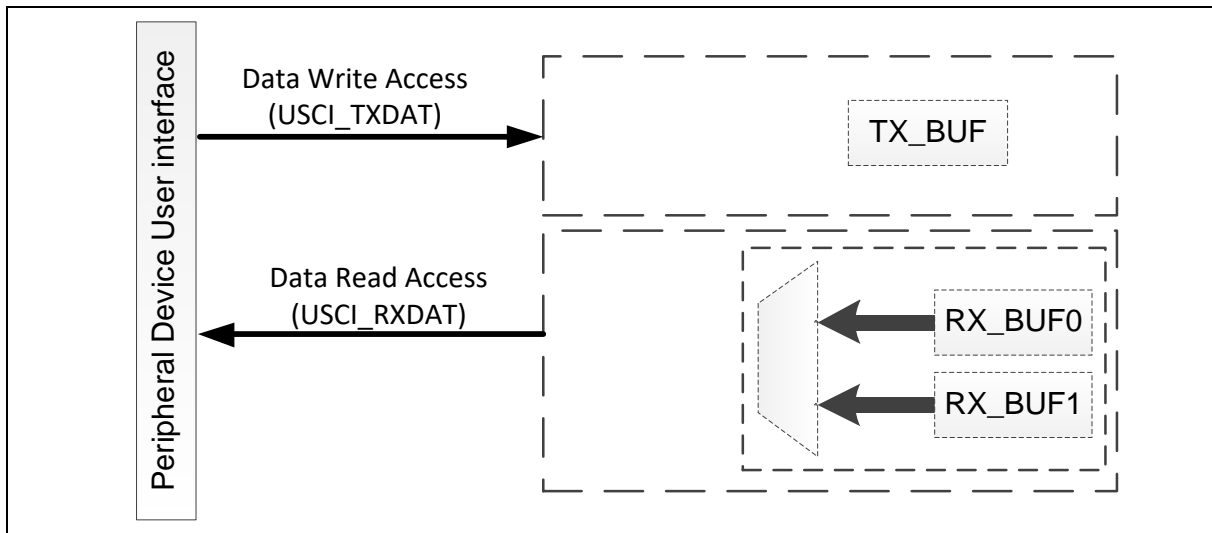 Peripheral Device User interface
Data Write Access
(USCI_TXDAT)
TX_BUF
Data Read Access
(USCI_RXDAT)
RX_BUF0
RX_BUF1